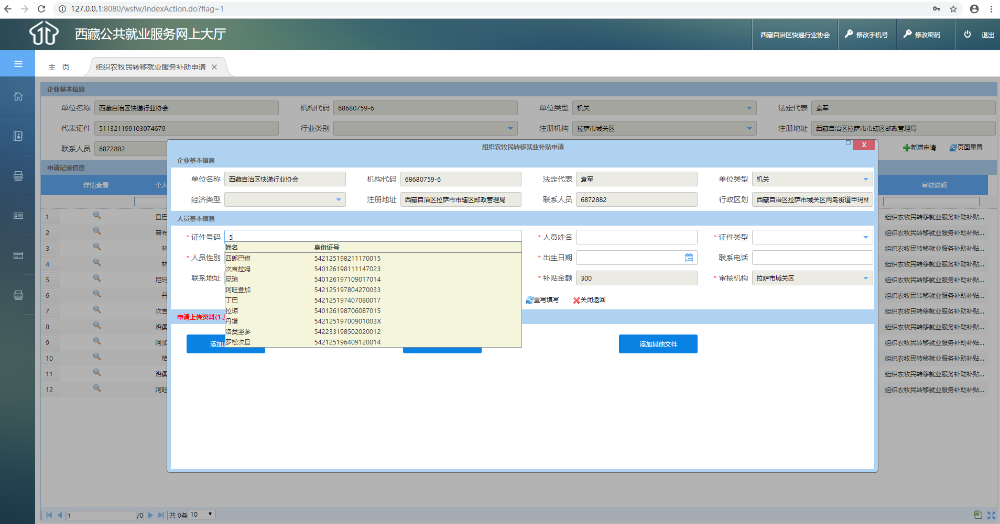 127.0.0.1:8080/wsfw/indexAction.do?flag=1
西藏公共就业服务网上大厅
西藏自治区快递行业协会
修改手机号
修改密码
退出
主 页
组织农牧民转移就业服务补助申请
企业基本信息
单位名称 西藏自治区快递行业协会 机构代码 68680759-6 单位类型 机关 法定代表 袁军
代表证件 511321199103074679 行业类别 注册机构 拉萨市城关区 注册地址 西藏自治区拉萨市市辖区邮政管理局
联系人员 6872882
新增申请 页面重置
申请记录信息
详情查看 个人
审核说明
组织农牧民转移就业补贴申请
X
企业基本信息
单位名称 西藏自治区快递行业协会 机构代码 68680759-6 法定代表 袁军 单位类型 机关
经济类型 注册地址 西藏自治区拉萨市市辖区邮政管理局 联系人员 6872882 行政区划 西藏自治区拉萨市城关区两岛街道甲玛林
人员基本信息
* 证件号码 5 * 人员姓名 * 证件类型
* 人员性别 * 出生日期 联系电话
联系地址 * 补贴金额 300 * 审核机构 拉萨市城关区
姓名 身份证号
四郎巴措 542125198211170015
次吉拉姆 540126198111147023
尼琼 540126197109017014
阿旺登加 542125197804270033
丁巴 542125197407080017
拉琼 540126198706087015
丹增 54212519700901003X
洛桑坚参 542233198502020012
罗松次旦 542125196409120014
重写填写 关闭返回
申请上传资料(1.
添加
添加其他文件
1 旦巴 组织农牧民转移就业服务补助补贴...
2 普布 组织农牧民转移就业服务补助补贴...
3 林 组织农牧民转移就业服务补助补贴...
4 林 组织农牧民转移就业服务补助补贴...
5 尼玛 组织农牧民转移就业服务补助补贴...
6 丹 组织农牧民转移就业服务补助补贴...
7 次吉 组织农牧民转移就业服务补助补贴...
8 洛桑 组织农牧民转移就业服务补助补贴...
9 阿加 组织农牧民转移就业服务补助补贴...
10 格 组织农牧民转移就业服务补助补贴...
11 洛桑 组织农牧民转移就业服务补助补贴...
12 阿旺 组织农牧民转移就业服务补助补贴...
1 /0 共 0条 10